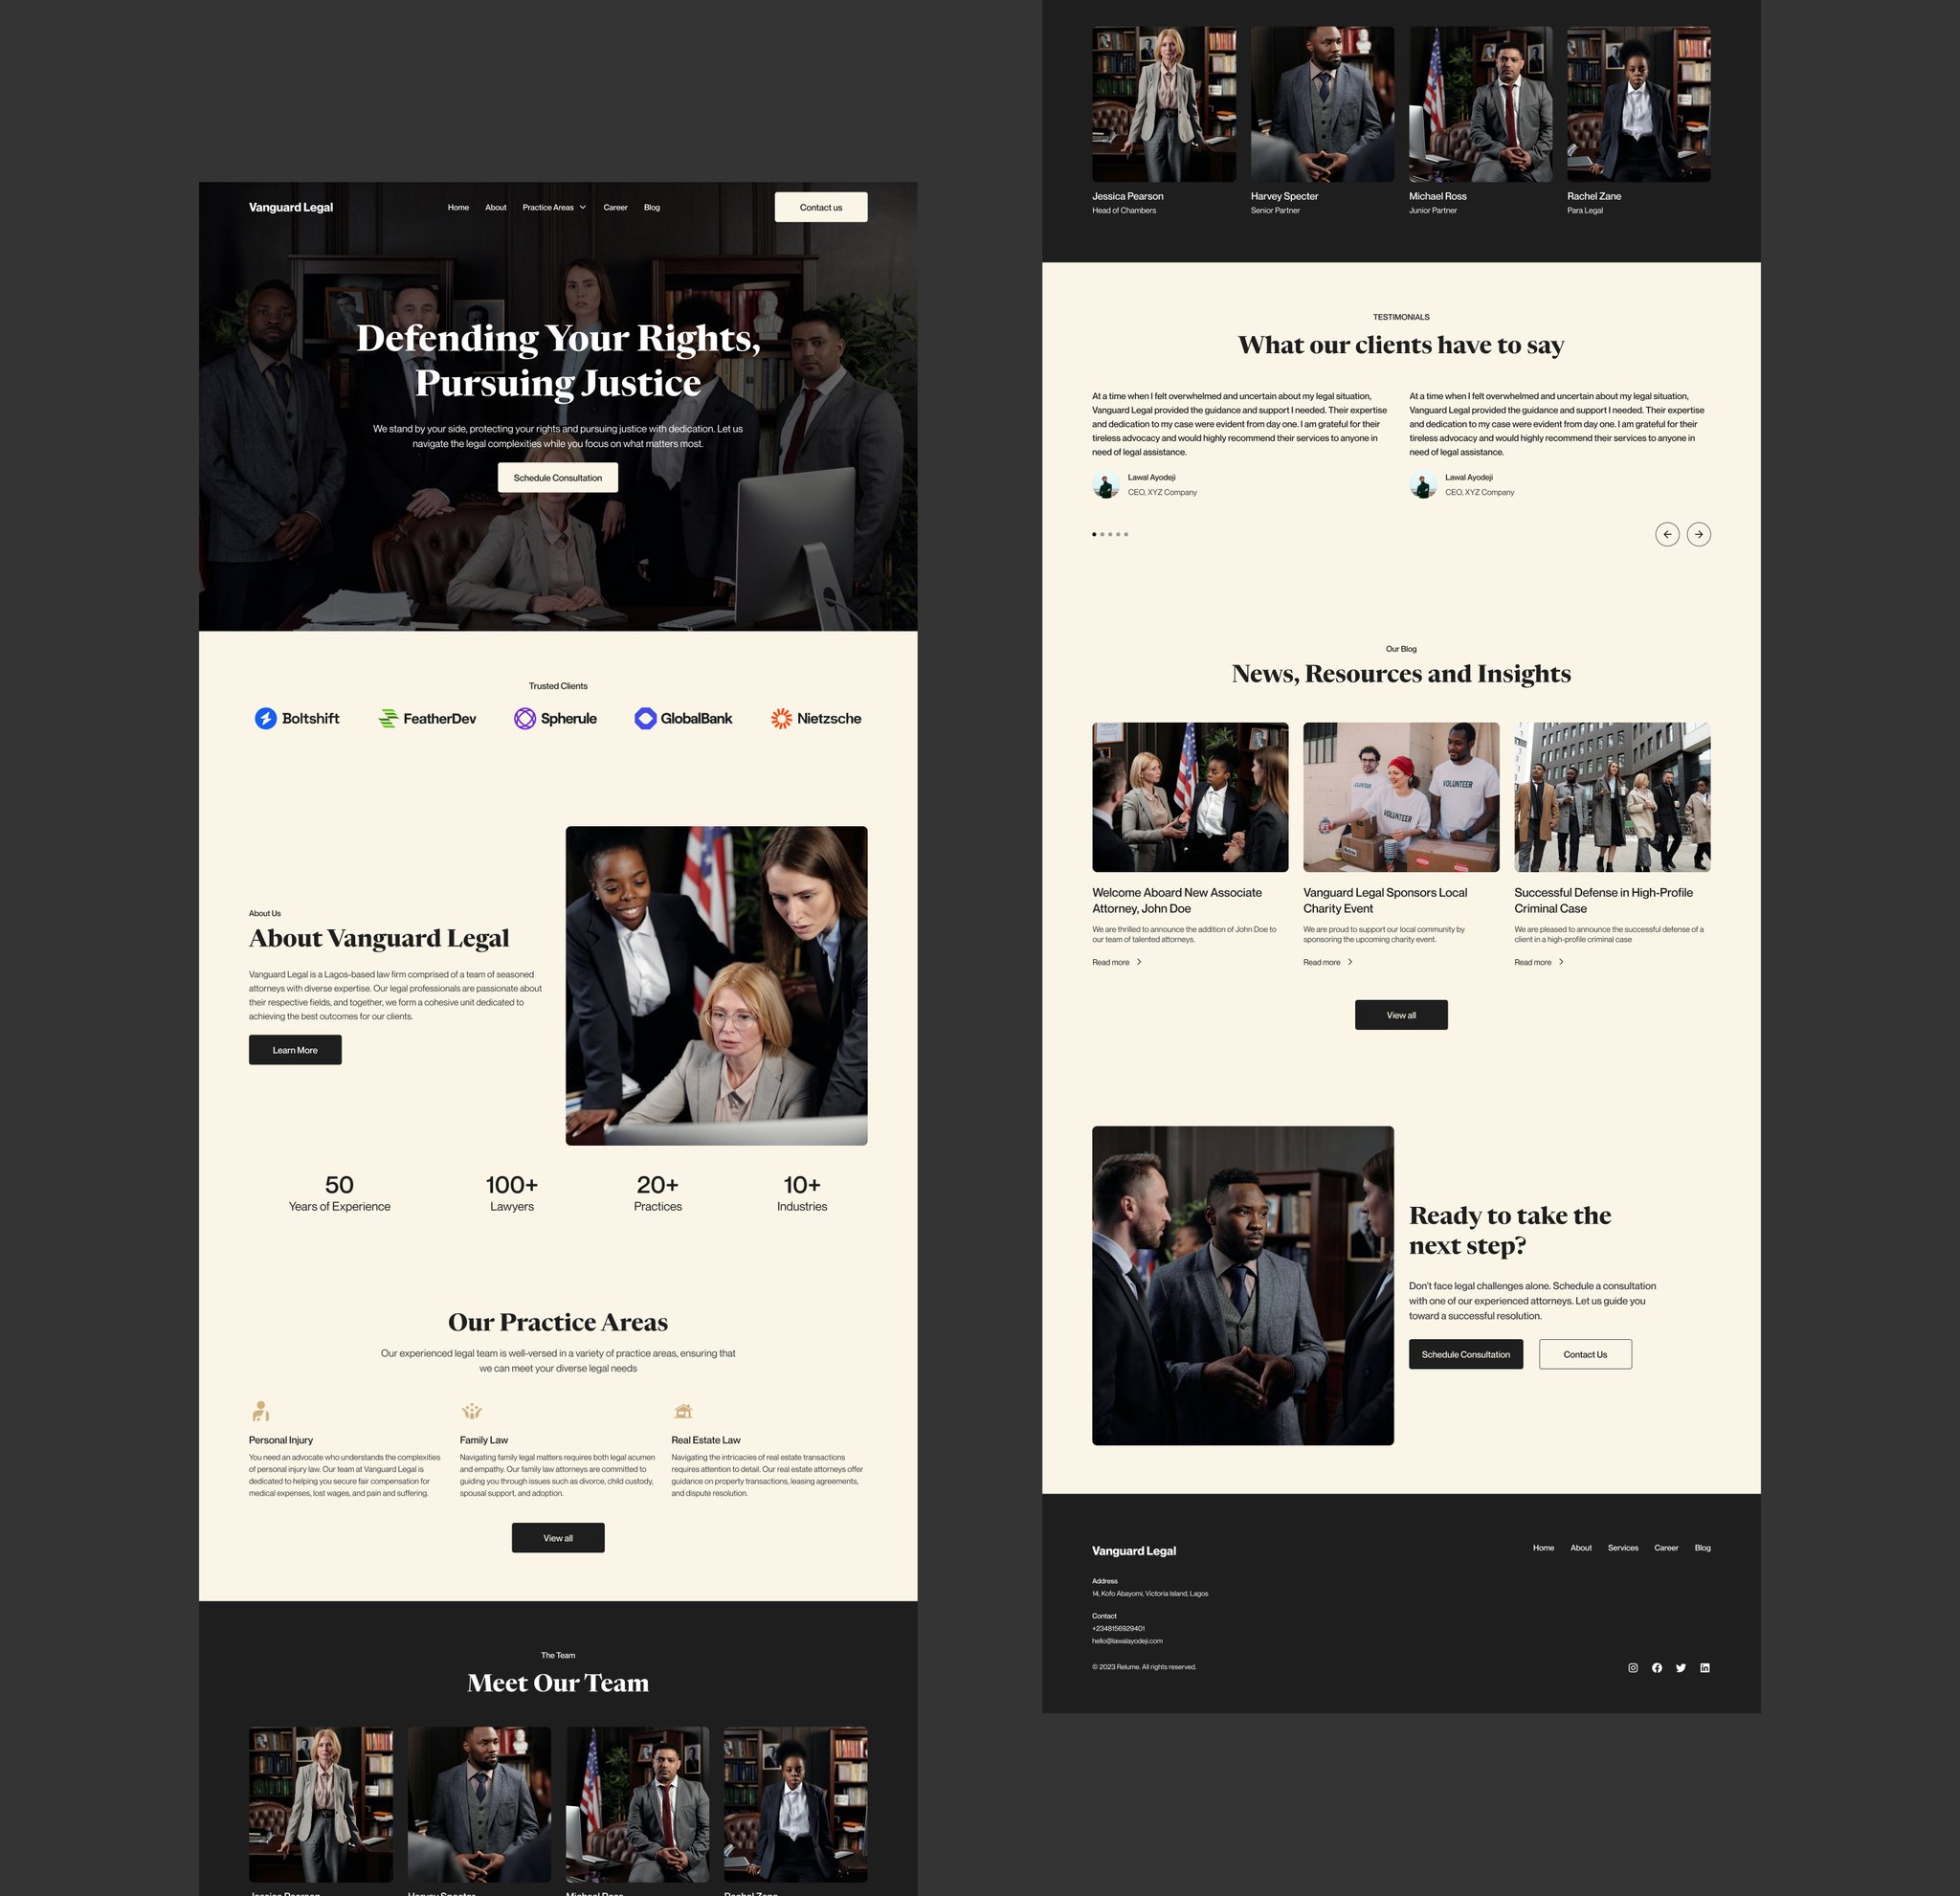 Vanguard Legal
Home About Practice Areas Career Blog
Contact us
Defending Your Rights,
Pursuing Justice
We stand by your side, protecting your rights and pursuing justice with dedication. Let us
navigate the legal complexities while you focus on what matters most.
Schedule Consultation
Trusted Clients
Boltshift FeatherDev Spherule GlobalBank Nietzsche
About Us
About Vanguard Legal
Vanguard Legal is a Lagos-based law firm comprised of a team of seasoned
attorneys with diverse expertise. Our legal professionals are passionate about
their respective fields, and together, we form a cohesive unit dedicated to
achieving the best outcomes for our clients.
Learn More
50 100+ 20+ 10+
Years of Experience Lawyers Practices Industries
Our Practice Areas
Our experienced legal team is well-versed in a variety of practice areas, ensuring that
we can meet your diverse legal needs
Personal Injury
You need an advocate who understands the complexities
of personal injury law. Our team at Vanguard Legal is
dedicated to helping you secure fair compensation for
medical expenses, lost wages, and pain and suffering.
Family Law
Navigating family legal matters requires both legal acumen
and empathy. Our family law attorneys are committed to
guiding you through issues such as divorce, child custody,
spousal support, and adoption.
Real Estate Law
Navigating the intricacies of real estate transactions
requires attention to detail. Our real estate attorneys offer
guidance on property transactions, leasing agreements,
and dispute resolution.
View all
The Team
Meet Our Team
Jessica Pearson Harvey Specter Michael Ross Rachel Zane
Jessica Pearson
Head of Chambers
Harvey Specter
Senior Partner
Michael Ross
Junior Partner
Rachel Zane
Para Legal
TESTIMONIALS
What our clients have to say
At a time when I felt overwhelmed and uncertain about my legal situation,
Vanguard Legal provided the guidance and support I needed. Their expertise
and dedication to my case were evident from day one. I am grateful for their
tireless advocacy and would highly recommend their services to anyone in
need of legal assistance.
Lawal Ayodeji
CEO, XYZ Company
At a time when I felt overwhelmed and uncertain about my legal situation,
Vanguard Legal provided the guidance and support I needed. Their expertise
and dedication to my case were evident from day one. I am grateful for their
tireless advocacy and would highly recommend their services to anyone in
need of legal assistance.
Lawal Ayodeji
CEO, XYZ Company
Our Blog
News, Resources and Insights
VOLUNTEER
VOLUNTEER
Welcome Aboard New Associate
Attorney, John Doe
We are thrilled to announce the addition of John Doe to
our team of talented attorneys.
Read more
Vanguard Legal Sponsors Local
Charity Event
We are proud to support our local community by
sponsoring the upcoming charity event.
Read more
Successful Defense in High-Profile
Criminal Case
We are pleased to announce the successful defense of a
client in a high-profile criminal case
Read more
View all
Ready to take the
next step?
Don't face legal challenges alone. Schedule a consultation
with one of our experienced attorneys. Let us guide you
toward a successful resolution.
Schedule Consultation
Contact Us
Vanguard Legal
Home About Services Career Blog
Address
14, Kofo Abayomi, Victoria Island, Lagos
Contact
+2348156929401
hello@lawalayodeji.com
© 2023 Relume. All rights reserved.